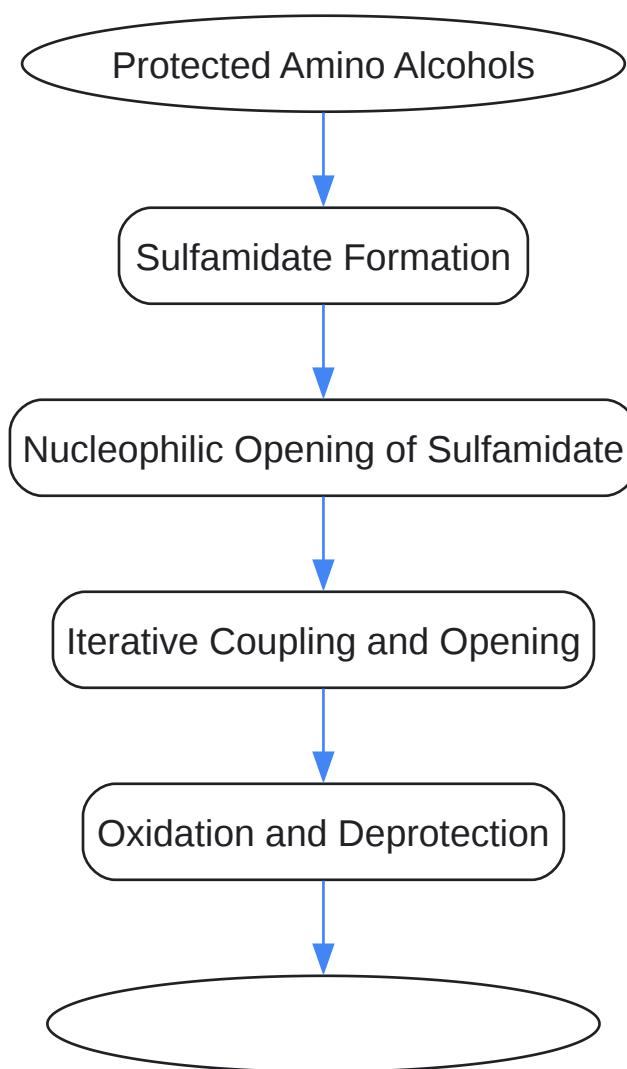 Protected Amino Alcohols
Sulfamidate Formation
Nucleophilic Opening of Sulfamidate
Iterative Coupling and Opening
Oxidation and Deprotection